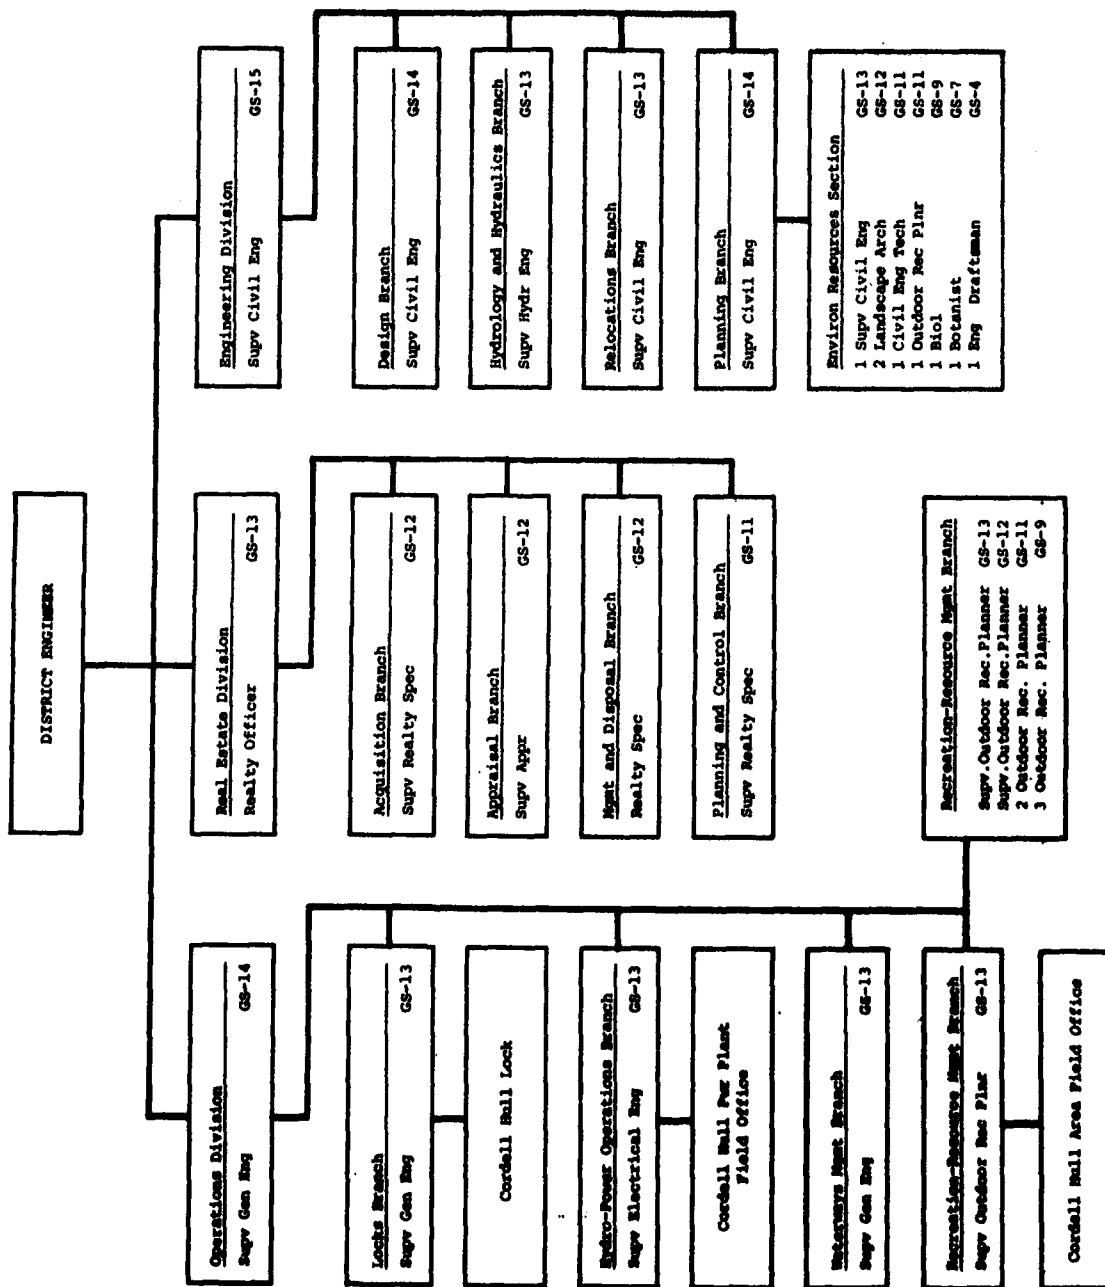 DISTRICT ENGINEER
Operations Division
Supv Gen Eng GS-14
Locks Branch
Supv Gen Eng GS-13
Cordell Hull Lock
Hydro-Power Operations Branch
Supv Electrical Eng GS-13
Cordell Hull Pwr Plant
Field Office
Waterways Mgmt Branch
Supv Gen Eng GS-13
Recreation-Resource Mgmt Branch
Supv Outdoor Rec Plnr GS-13
Cordell Hull Area Field Office
Recreation-Resource Mgmt Branch
Supv.Outdoor Rec.Planner GS-13
Supv.Outdoor Rec.Planner GS-12
2 Outdoor Rec. Planner GS-11
3 Outdoor Rec. Planner GS-9
Real Estate Division
Realty Officer GS-13
Acquisition Branch
Supv Realty Spec GS-12
Appraisal Branch
Supv Appr GS-12
Mgmt and Disposal Branch
Realty Spec GS-12
Planning and Control Branch
Supv Realty Spec GS-11
Engineering Division
Supv Civil Eng GS-15
Design Branch
Supv Civil Eng GS-14
Hydrology and Hydraulics Branch
Supv Hydr Eng GS-13
Relocations Branch
Supv Civil Eng GS-13
Planning Branch
Supv Civil Eng GS-14
Environ Resources Section
1 Supv Civil Eng GS-13
2 Landscape Arch GS-12
1 Civil Eng Tech GS-11
1 Outdoor Rec Plnr GS-11
1 Biol GS-9
1 Botanist GS-7
1 Eng Draftsman GS-4